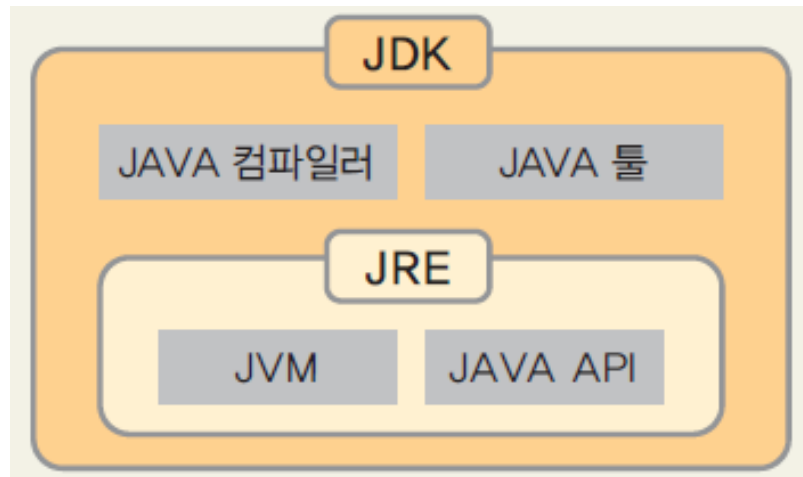 JDK
JAVA 컴파일러
JAVA 툴
JRE
JVM
JAVA API